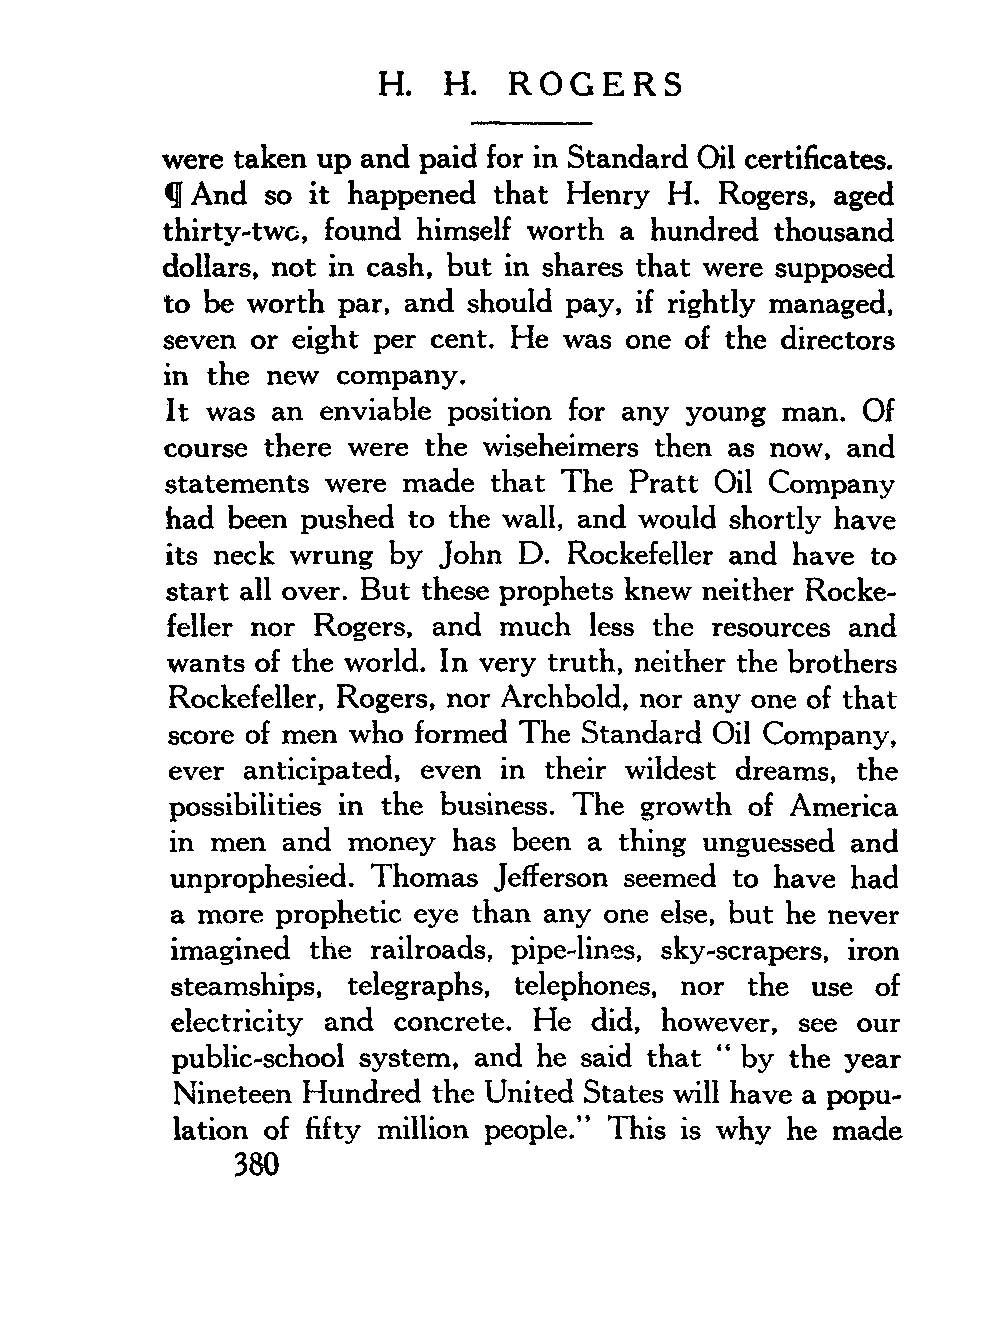 H. H. ROGERS
were taken up and paid for in Standard Oil certificates.
¶ And so it happened that Henry H. Rogers, aged
thirty-two, found himself worth a hundred thousand
dollars, not in cash, but in shares that were supposed
to be worth par, and should pay, if rightly managed,
seven or eight per cent. He was one of the directors
in the new company.
It was an enviable position for any young man. Of
course there were the wiseheimers then as now, and
statements were made that The Pratt Oil Company
had been pushed to the wall, and would shortly have
its neck wrung by John D. Rockefeller and have to
start all over. But these prophets knew neither Rocke-
feller nor Rogers, and much less the resources and
wants of the world. In very truth, neither the brothers
Rockefeller, Rogers, nor Archbold, nor any one of that
score of men who formed The Standard Oil Company,
ever anticipated, even in their wildest dreams, the
possibilities in the business. The growth of America
in men and money has been a thing unguessed and
unprophesied. Thomas Jefferson seemed to have had
a more prophetic eye than any one else, but he never
imagined the railroads, pipe-lines, sky-scrapers, iron
steamships, telegraphs, telephones, nor the use of
electricity and concrete. He did, however, see our
public-school system, and he said that “ by the year
Nineteen Hundred the United States will have a popu-
lation of fifty million people.” This is why he made
380